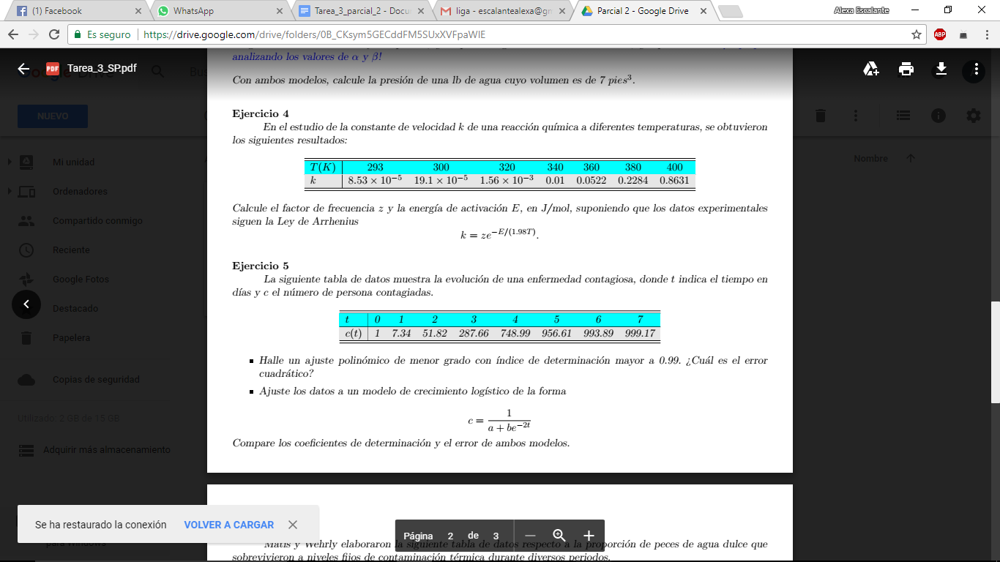 (1) Facebook
WhatsApp
Tarea_3_parcial_2 - Docu
liga - escalantealexa@gm
Parcial 2 - Google Drive
Alexa Escalante
Es seguro
https://drive.google.com/drive/folders/0B_CKsym5GECddFM5SUxXVFpaWlE
ABP
analizando los valores de α y β!
PDF Tarea_3_SP.pdf
Con ambos modelos, calcule la presión de una lb de agua cuyo volumen es de 7 pies³.
NUEVO
Ejercicio 4
En el estudio de la constante de velocidad k de una reacción química a diferentes temperaturas, se obtuvieron
los siguientes resultados:
Mi unidad
Nombre
T(K) 293 300 320 340 360 380 400
k 8.53 × 10⁻⁵ 19.1 × 10⁻⁵ 1.56 × 10⁻³ 0.01 0.0522 0.2284 0.8631
Ordenadores
Calcule el factor de frecuencia z y la energía de activación E, en J/mol, suponiendo que los datos experimentales
siguen la Ley de Arrhenius
Compartido conmigo
k = ze^−E/(1.98T).
Reciente
Ejercicio 5
La siguiente tabla de datos muestra la evolución de una enfermedad contagiosa, donde t indica el tiempo en
días y c el número de persona contagiadas.
Google Fotos
Destacado
t 0 1 2 3 4 5 6 7
c(t) 1 7.34 51.82 287.66 748.99 956.61 993.89 999.17
Papelera
Halle un ajuste polinómico de menor grado con índice de determinación mayor a 0.99. ¿Cuál es el error
cuadrático?
Copias de seguridad
Ajuste los datos a un modelo de crecimiento logístico de la forma
c = 1 / (a + be^−2t)
Utilizado: 2 GB de 15 GB
Adquirir más almacenamiento
Compare los coeficientes de determinación y el error de ambos modelos.
Se ha restaurado la conexión VOLVER A CARGAR
Página 2 de 3
para Windows
Matis y Wehrly elaboraron la siguiente tabla de datos respecto a la proporción de peces de agua dulce que
sobrevivieron a niveles fijos de contaminación térmica durante diversos periodos.